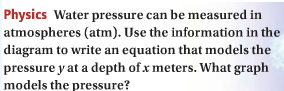 Physics Water pressure can be measured in
atmospheres (atm). Use the information in the
diagram to write an equation that models the
pressure y at a depth of x meters. What graph
models the pressure?